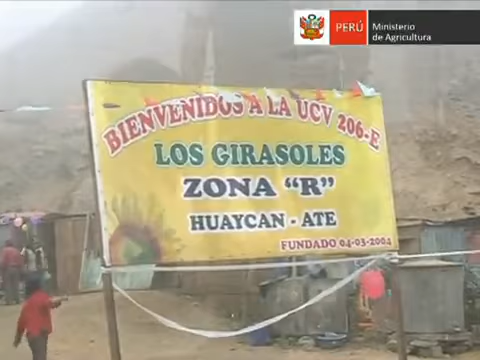 PERÚ
Ministerio
de Agricultura
BIENVENIDOS A LA UCV 206-E
LOS GIRASOLES
ZONA "R"
HUAYCAN - ATE
FUNDADO 04-03-2004